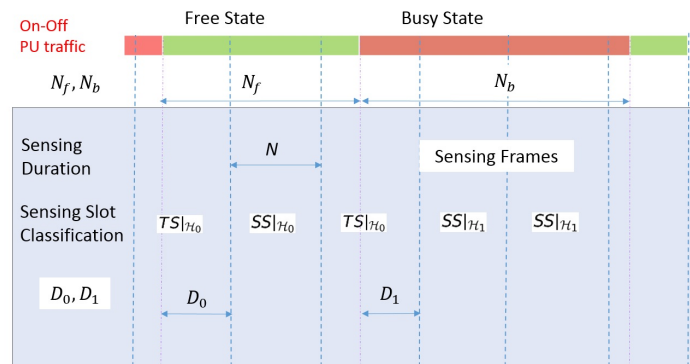 On-Off
PU traffic
Free State
Busy State
N_f, N_b
N_f
N_b
Sensing
Duration
N
Sensing Frames
Sensing Slot
Classification
TS|_{ℋ_0}
SS|_{ℋ_0}
TS|_{ℋ_0}
SS|_{ℋ_1}
SS|_{ℋ_1}
D_0, D_1
D_0
D_1